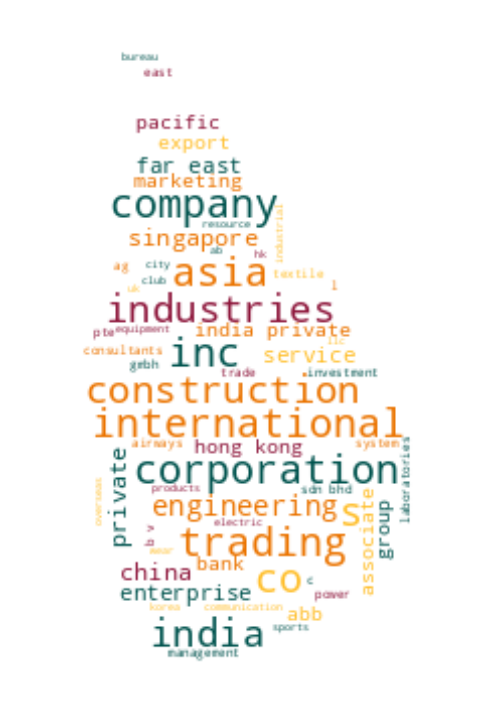 bureau
east
pacific
export
far east
marketing
company
resource
industrial
singapore
ab
hk
ag
city
asia
textile
club
uk
l
industries
pte
equipment
india private
llc
consultants
inc
service
gmbh
trade
investment
construction
international
airways
hong kong
system
corporation
private
overseas
products
sdn bhd
laboratories
engineering
s
associate
group
electric
b v
trading
wear
bank
china
co
c
enterprise
power
korea
communication
abb
india
sports
management